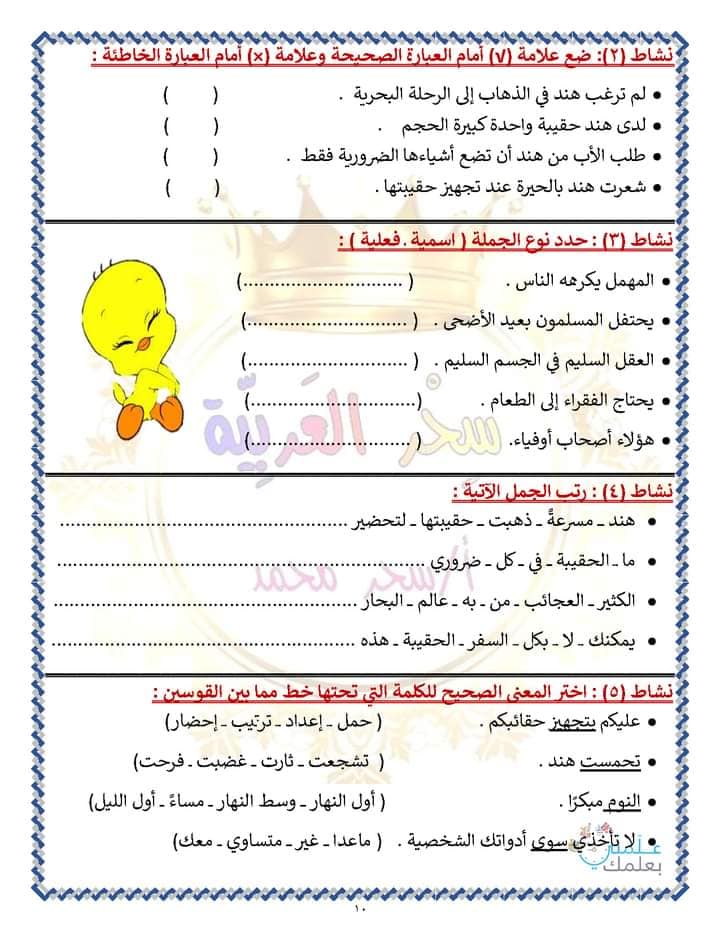 نشاط (٢): ضع علامة (√) أمام العبارة الصحيحة وعلامة (×) أمام العبارة الخاطئة :
• لم ترغب هند في الذهاب إلى الرحلة البحرية . ( )
• لدى هند حقيبة واحدة كبيرة الحجم . ( )
• طلب الأب من هند أن تضع أشياءها الضرورية فقط . ( )
• شعرت هند بالحيرة عند تجهيز حقيبتها . ( )
نشاط (٣) : حدد نوع الجملة ( اسمية . فعلية ) :
• المهمل يكرهه الناس . ( ..............................)
• يحتفل المسلمون بعيد الأضحى . ( ..............................)
• العقل السليم في الجسم السليم . ( ..............................)
• يحتاج الفقراء إلى الطعام . (................................)
• هؤلاء أصحاب أوفياء. ( ..............................)
سحْر العَربيّة
نشاط (٤) : رتب الجمل الآتية :
• هند ـ مسرعةً ـ ذهبت ـ حقيبتها ـ لتحضير ......................................................
• ما ـ الحقيبة ـ في ـ كل ـ ضروري ......................................................................
أ/سحر محمد
• الكثير ـ العجائب ـ من ـ به ـ عالم ـ البحار .........................................................
• يمكنك ـ لا ـ بكل ـ السفر ـ الحقيبة ـ هذه .........................................................
نشاط (٥) : اختر المعنى الصحيح للكلمة التي تحتها خط مما بين القوسين :
• عليكم بتجهيز حقائبكم . ( حمل ـ إعداد ـ ترتيب ـ إحضار)
• تحمست هند . ( تشجعت ـ ثارت ـ غضبت ـ فرحت)
• النوم مبكرًا . ( أول النهار ـ وسط النهار ـ مساءً ـ أول الليل)
• لا تأخذي سوى أدواتك الشخصية . ( ماعدا ـ غير ـ متساوي ـ معك)
بعلمك
١٠